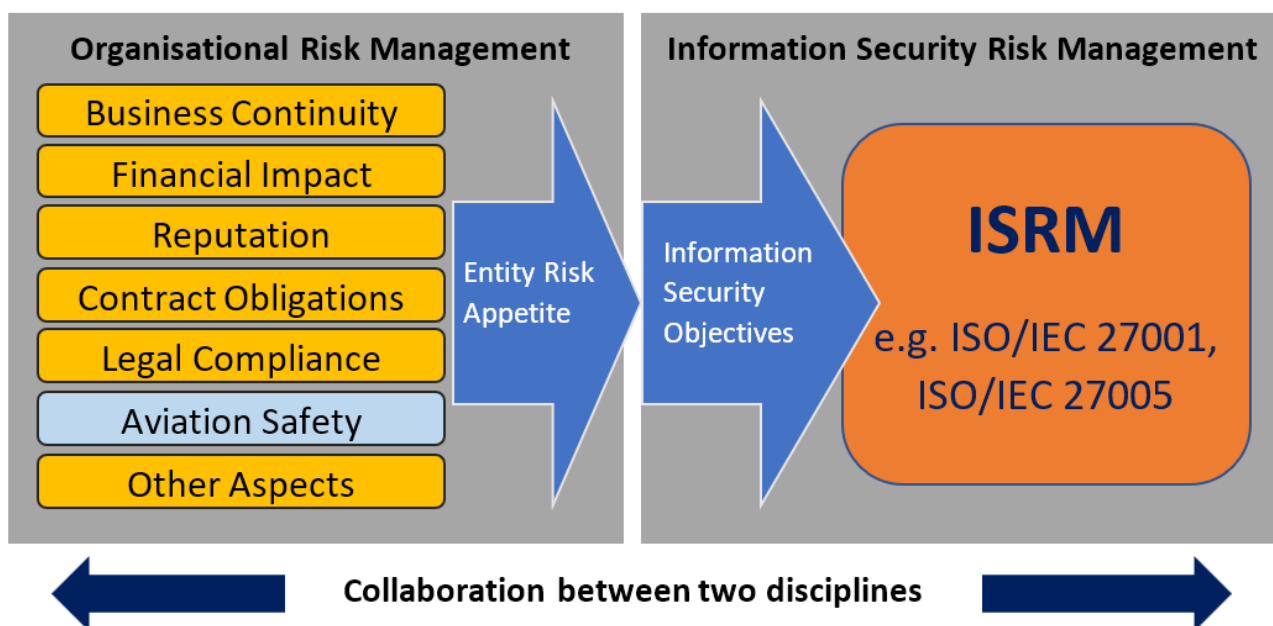 Organisational Risk Management
Business Continuity
Financial Impact
Reputation
Contract Obligations
Legal Compliance
Aviation Safety
Other Aspects
Entity Risk
Appetite
Information Security Risk Management
Information
Security
Objectives
ISRM
e.g. ISO/IEC 27001,
ISO/IEC 27005
Collaboration between two disciplines